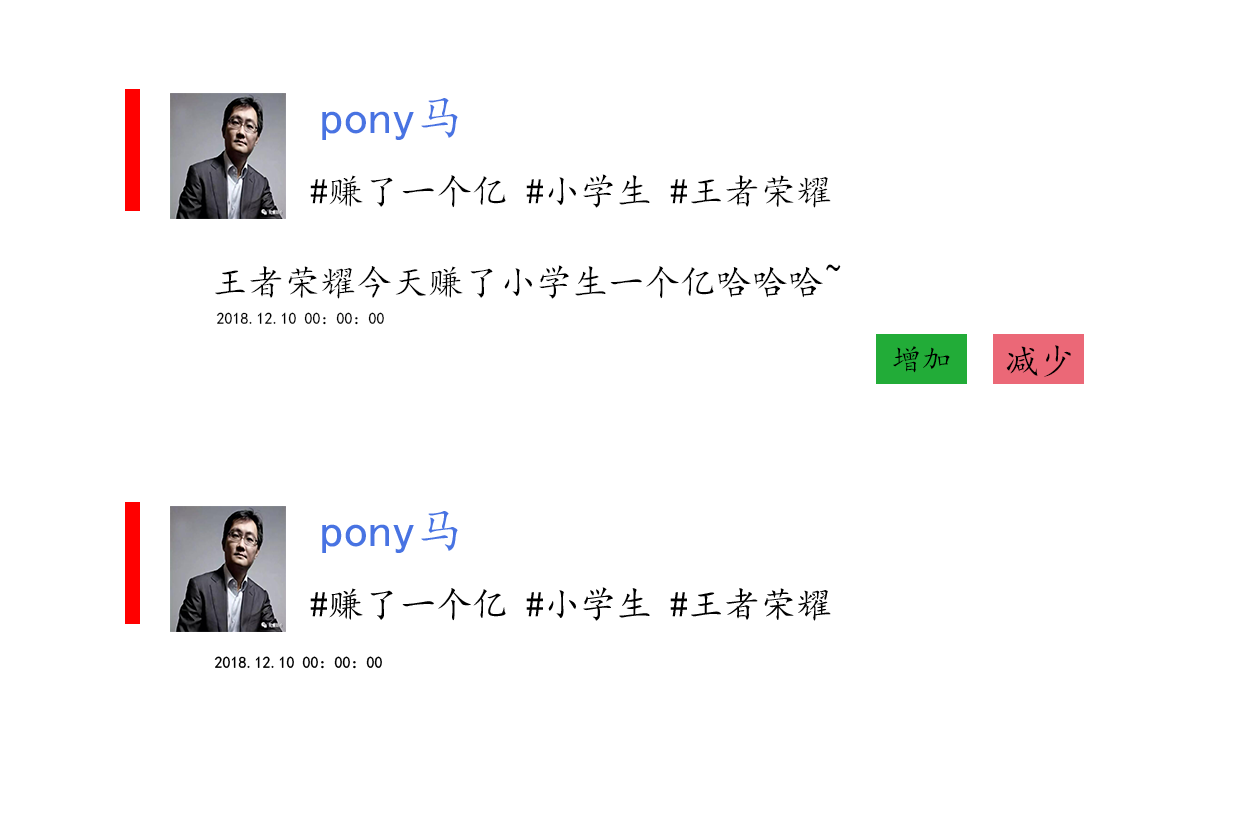 pony马
#赚了一个亿 #小学生 #王者荣耀
王者荣耀今天赚了小学生一个亿哈哈哈~
2018.12.10 00：00：00
增加 减少
pony马
#赚了一个亿 #小学生 #王者荣耀
2018.12.10 00：00：00